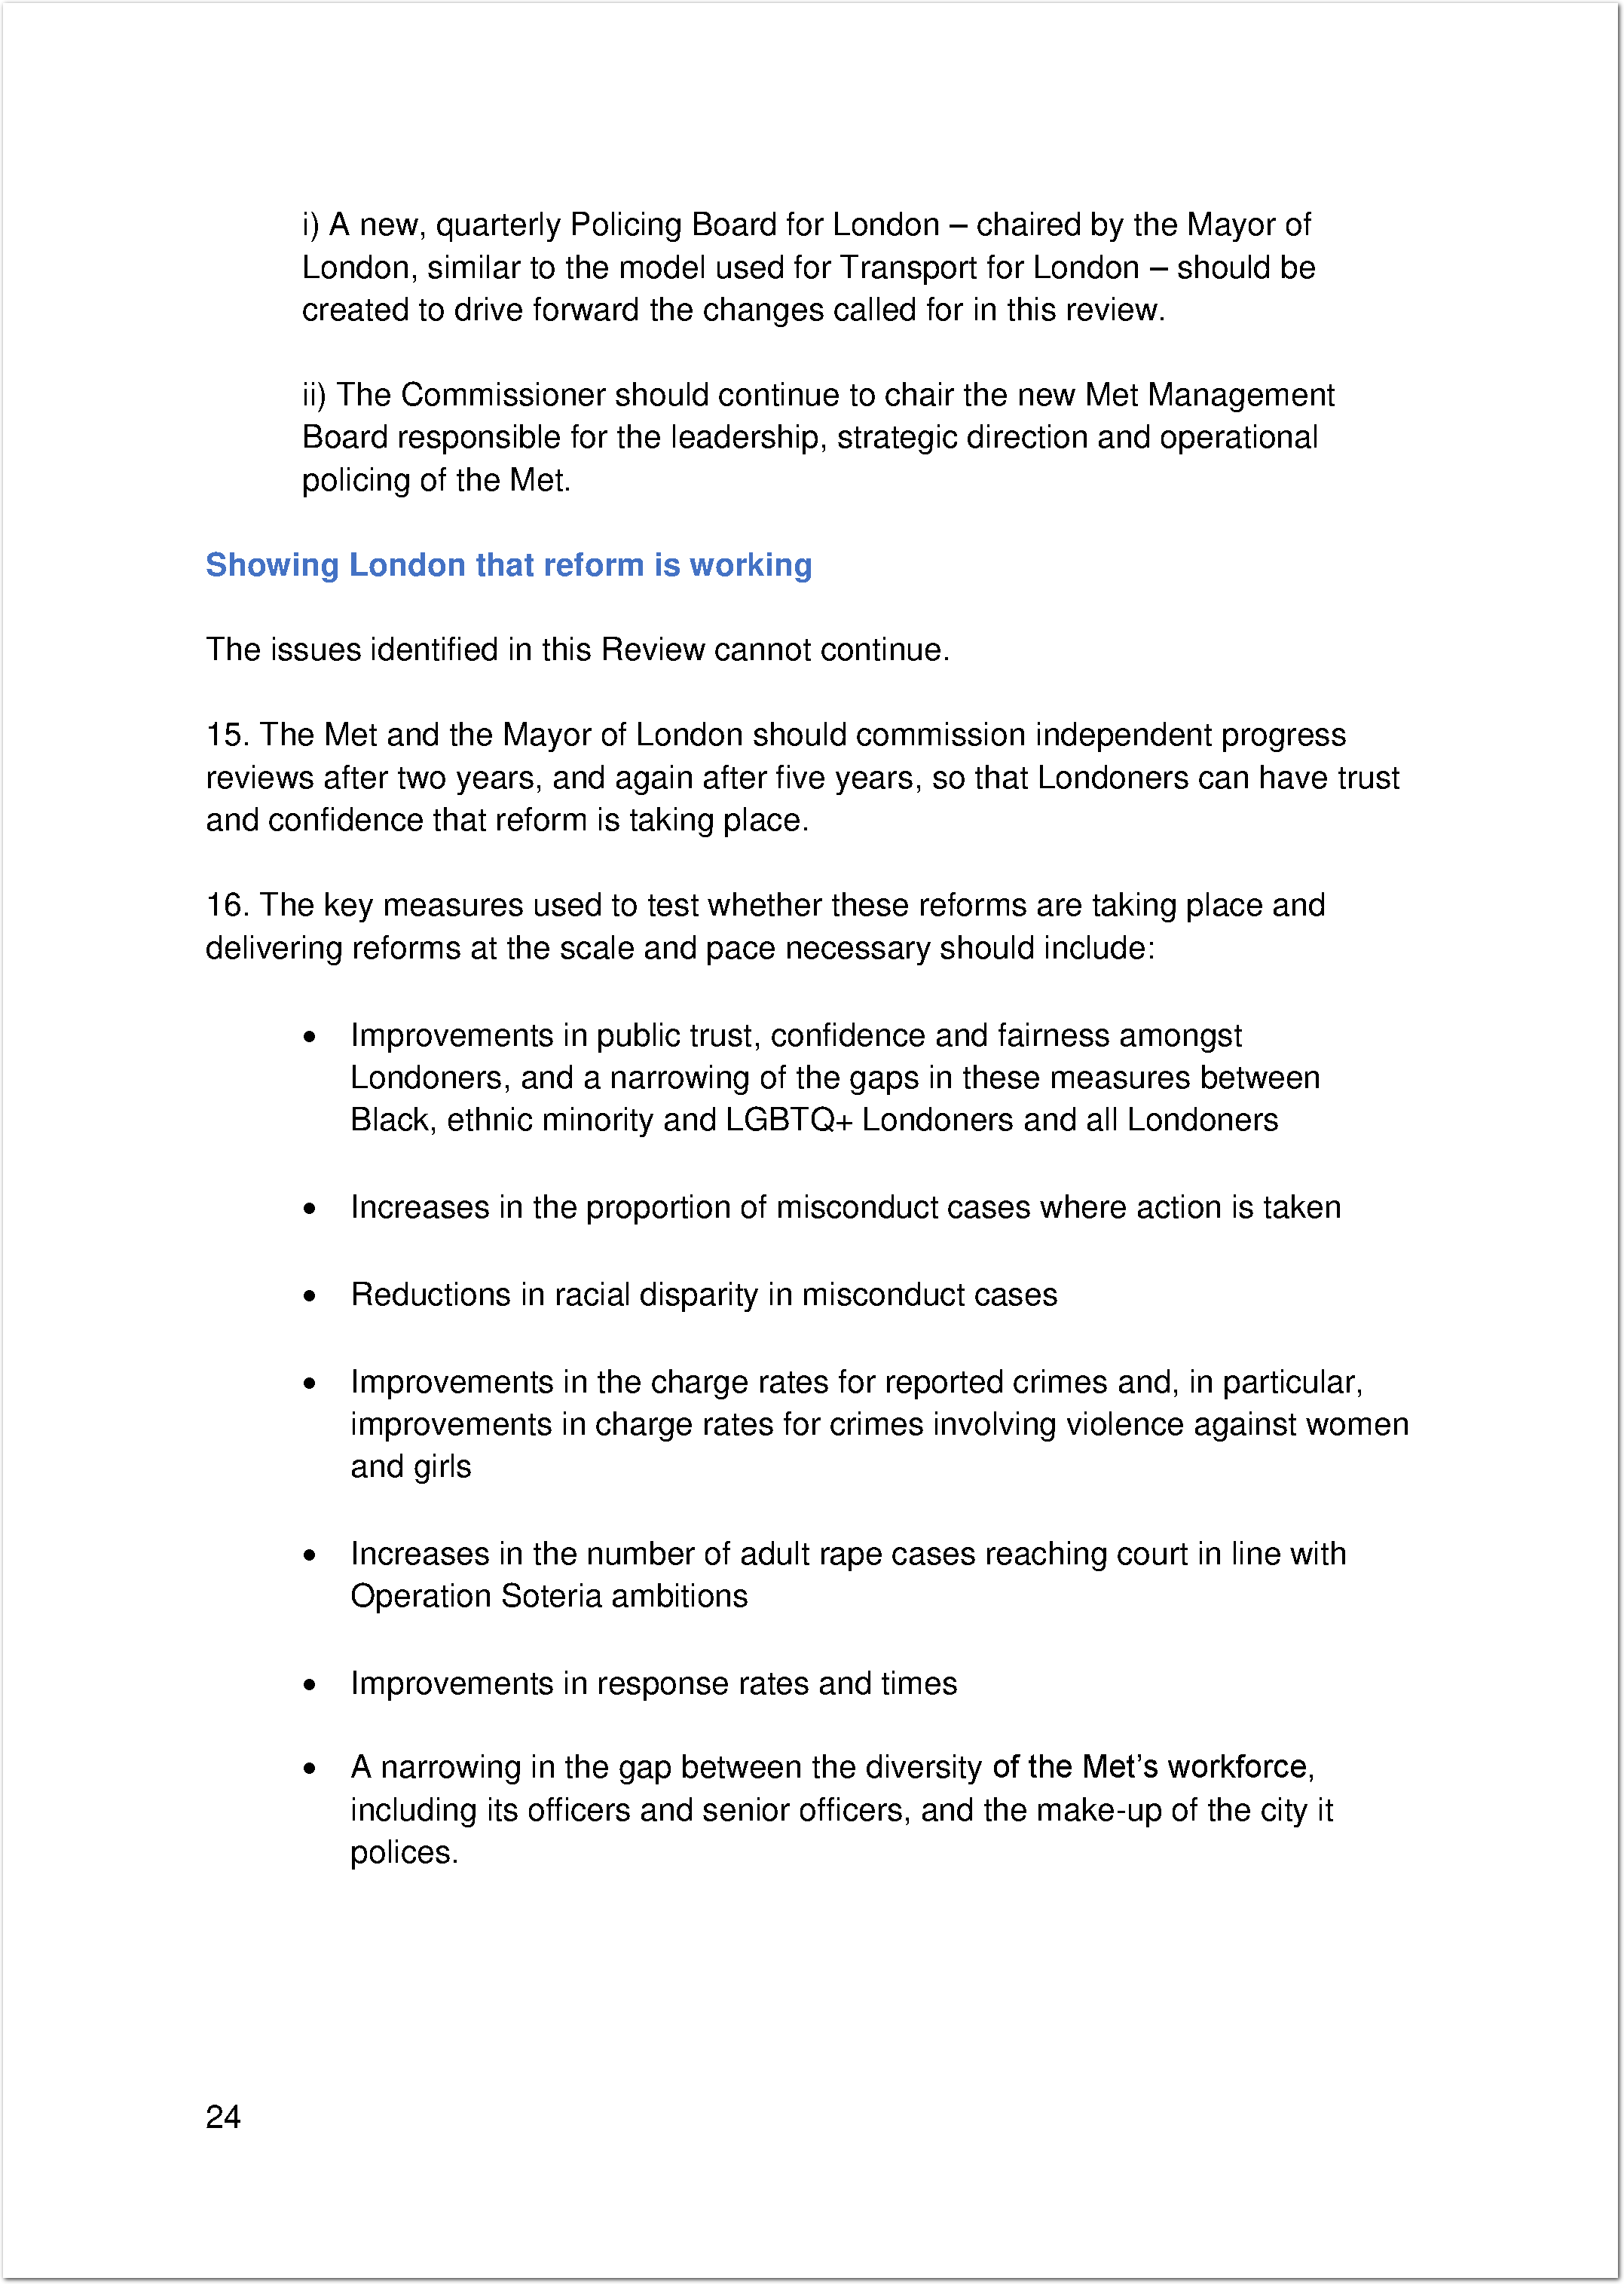 i) A new, quarterly Policing Board for London – chaired by the Mayor of
London, similar to the model used for Transport for London – should be
created to drive forward the changes called for in this review.
ii) The Commissioner should continue to chair the new Met Management
Board responsible for the leadership, strategic direction and operational
policing of the Met.
Showing London that reform is working
The issues identified in this Review cannot continue.
15. The Met and the Mayor of London should commission independent progress
reviews after two years, and again after five years, so that Londoners can have trust
and confidence that reform is taking place.
16. The key measures used to test whether these reforms are taking place and
delivering reforms at the scale and pace necessary should include:
• Improvements in public trust, confidence and fairness amongst
Londoners, and a narrowing of the gaps in these measures between
Black, ethnic minority and LGBTQ+ Londoners and all Londoners
• Increases in the proportion of misconduct cases where action is taken
• Reductions in racial disparity in misconduct cases
• Improvements in the charge rates for reported crimes and, in particular,
improvements in charge rates for crimes involving violence against women
and girls
• Increases in the number of adult rape cases reaching court in line with
Operation Soteria ambitions
• Improvements in response rates and times
• A narrowing in the gap between the diversity of the Met’s workforce,
including its officers and senior officers, and the make-up of the city it
polices.
24